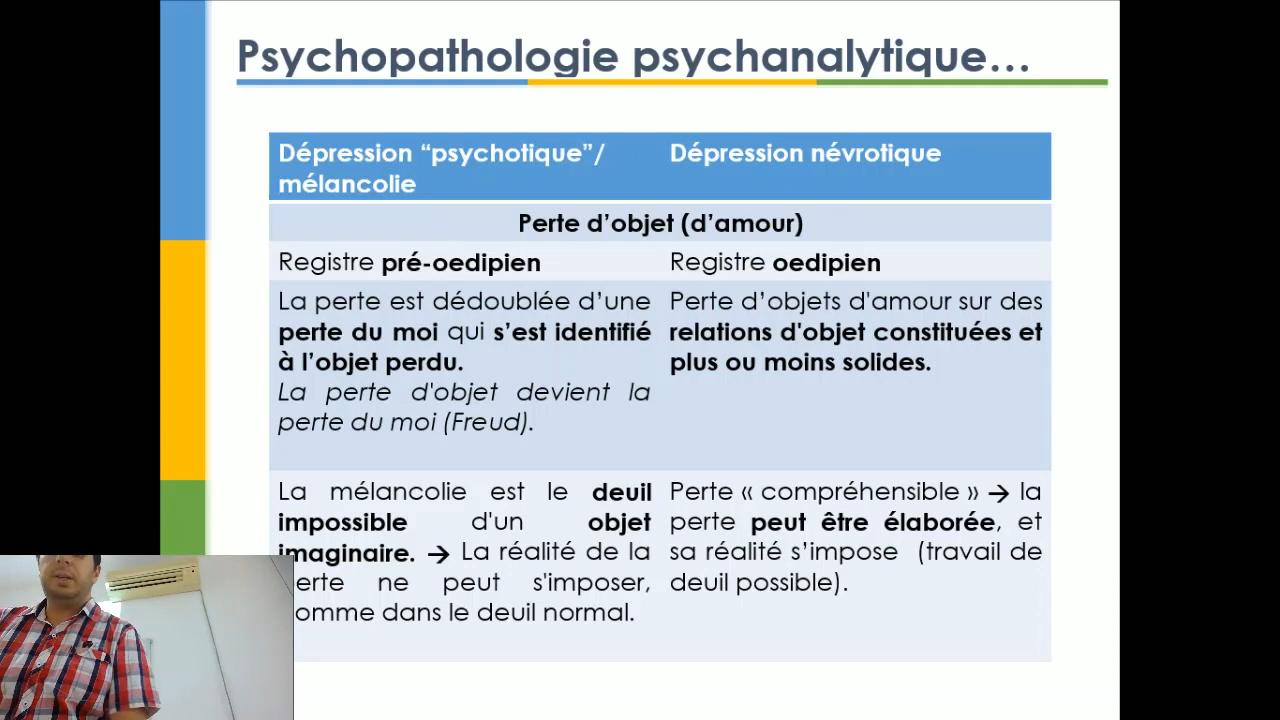 Psychopathologie psychanalytique…
Dépression “psychotique”/
mélancolie
Dépression névrotique
Perte d’objet (d’amour)
Registre pré-oedipien
Registre oedipien
La perte est dédoublée d’une
perte du moi qui s’est identifié
à l’objet perdu.
La perte d'objet devient la
perte du moi (Freud).
Perte d’objets d'amour sur des
relations d'objet constituées et
plus ou moins solides.
La mélancolie est le deuil
impossible d'un objet
imaginaire. → La réalité de la
erte ne peut s'imposer,
omme dans le deuil normal.
Perte « compréhensible » → la
perte peut être élaborée, et
sa réalité s’impose (travail de
deuil possible).